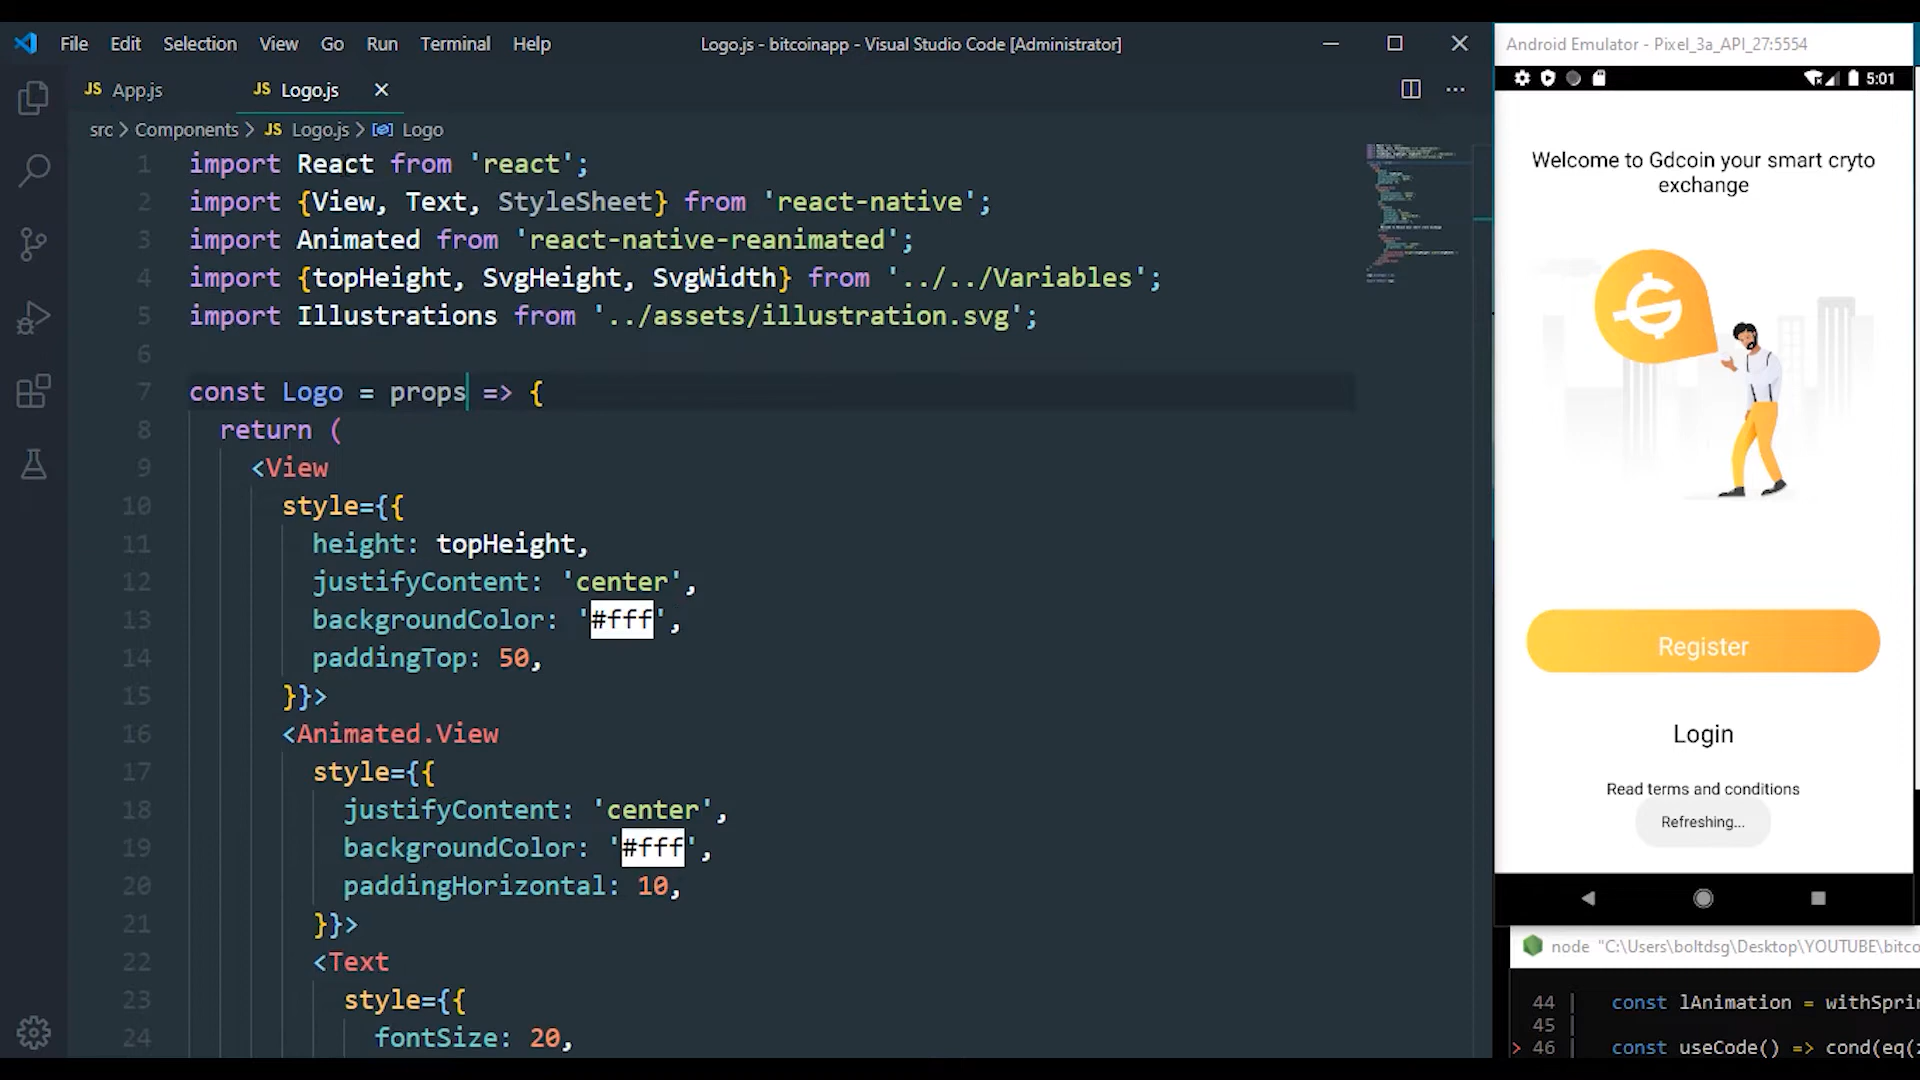 File Edit Selection View Go Run Terminal Help
Logo.js - bitcoinapp - Visual Studio Code [Administrator]
JS App.js
JS Logo.js
src > Components > JS Logo.js > Logo
1 import React from 'react';
2 import {View, Text, StyleSheet} from 'react-native';
3 import Animated from 'react-native-reanimated';
4 import {topHeight, SvgHeight, SvgWidth} from '../../Variables';
5 import Illustrations from '../assets/illustration.svg';
6
7 const Logo = props => {
8 return (
9 <View
10 style={{
11 height: topHeight,
12 justifyContent: 'center',
13 backgroundColor: '#fff',
14 paddingTop: 50,
15 }}>
16 <Animated.View
17 style={{
18 justifyContent: 'center',
19 backgroundColor: '#fff',
20 paddingHorizontal: 10,
21 }}>
22 <Text
23 style={{
24 fontSize: 20,
Android Emulator - Pixel_3a_API_27:5554
5:01
Welcome to Gdcoin your smart cryto
exchange
Register
Login
Read terms and conditions
Refreshing...
node "C:\Users\boltdsg\Desktop\YOUTUBE\bitco
44 | const lAnimation = withSprin
45 |
> 46 | const useCode() => cond(eq(